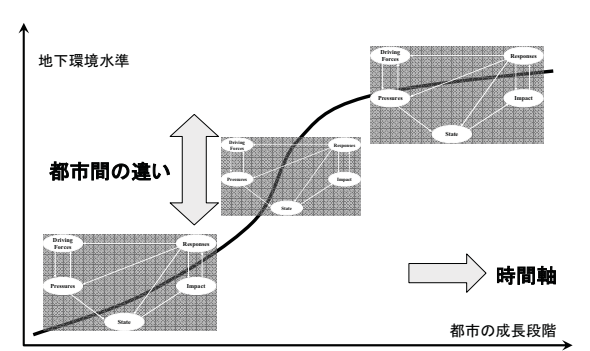 地下環境水準
Driving
Forces
Responses
Pressures
Impact
State
都市間の違い
Driving
Forces
Responses
Pressures
Impact
State
Driving
Forces
Responses
Pressures
Impact
State
時間軸
都市の成長段階